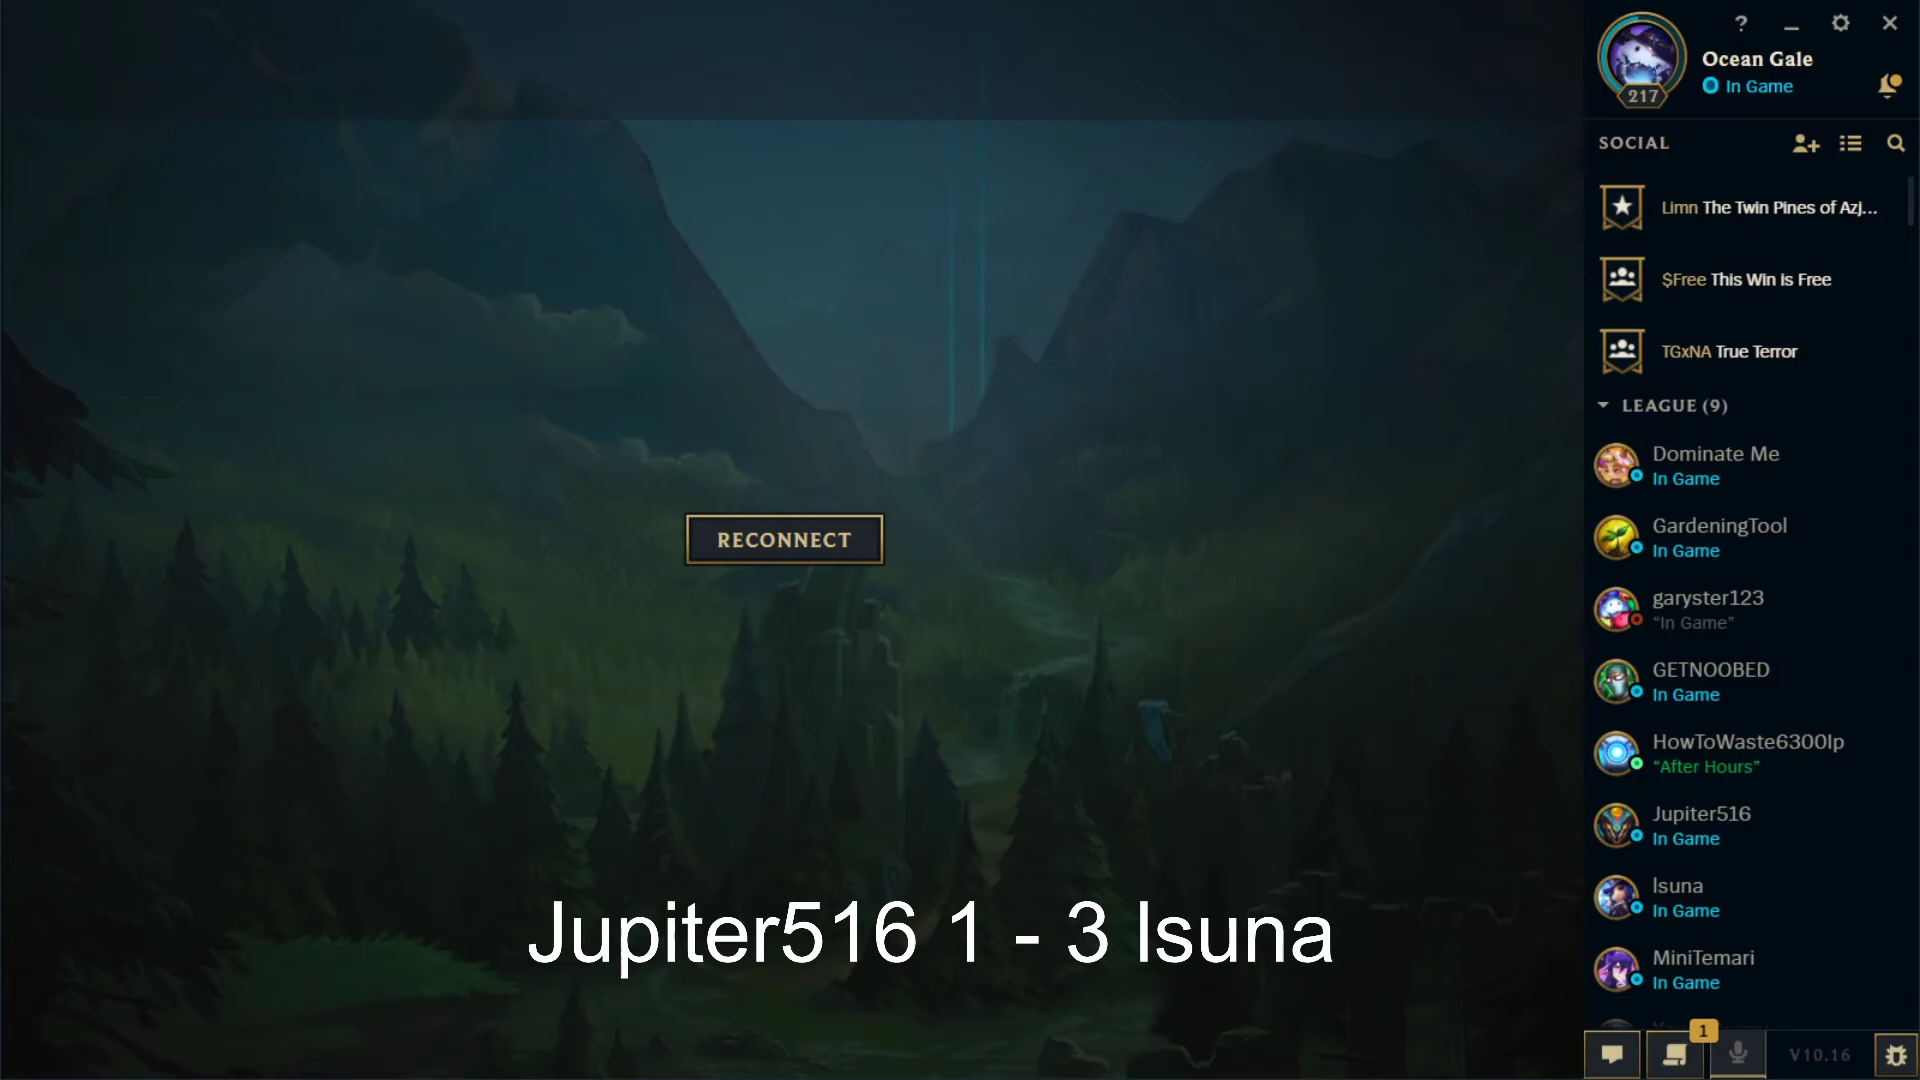 Ocean Gale
In Game
217
SOCIAL
Limn The Twin Pines of Azj...
$Free This Win is Free
TGxNA True Terror
LEAGUE (9)
Dominate Me
In Game
GardeningTool
In Game
garyster123
“In Game”
GETNOOBED
In Game
HowToWaste6300Ip
“After Hours”
Jupiter516
In Game
Isuna
In Game
MiniTemari
In Game
RECONNECT
Jupiter516 1 - 3 Isuna
1
V10.16